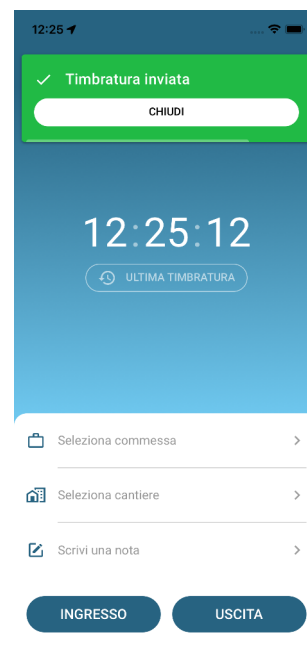 12:25
Timbratura inviata
CHIUDI
12:25:12
ULTIMA TIMBRATURA
Seleziona commessa
Seleziona cantiere
Scrivi una nota
INGRESSO
USCITA